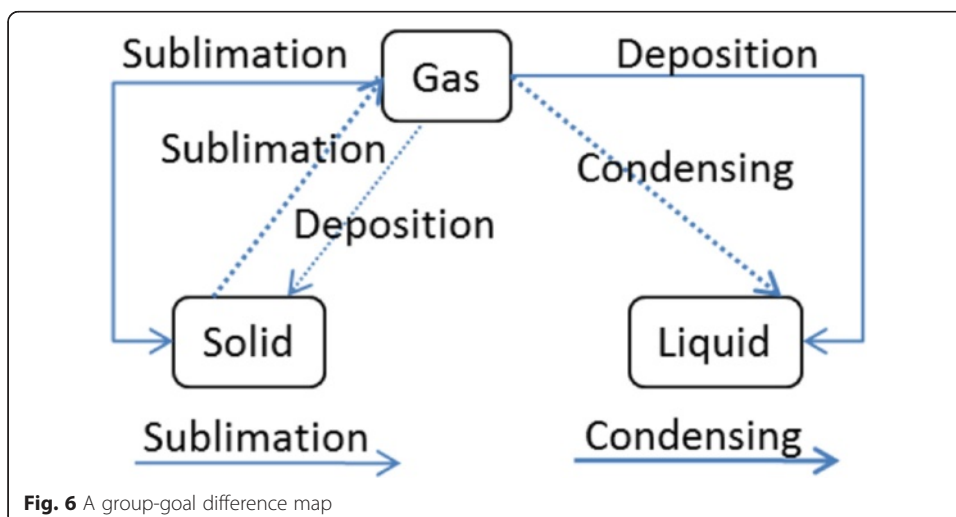 Sublimation
Gas
Deposition
Sublimation
Condensing
Deposition
Solid
Liquid
Sublimation
Condensing
Fig. 6 A group-goal difference map